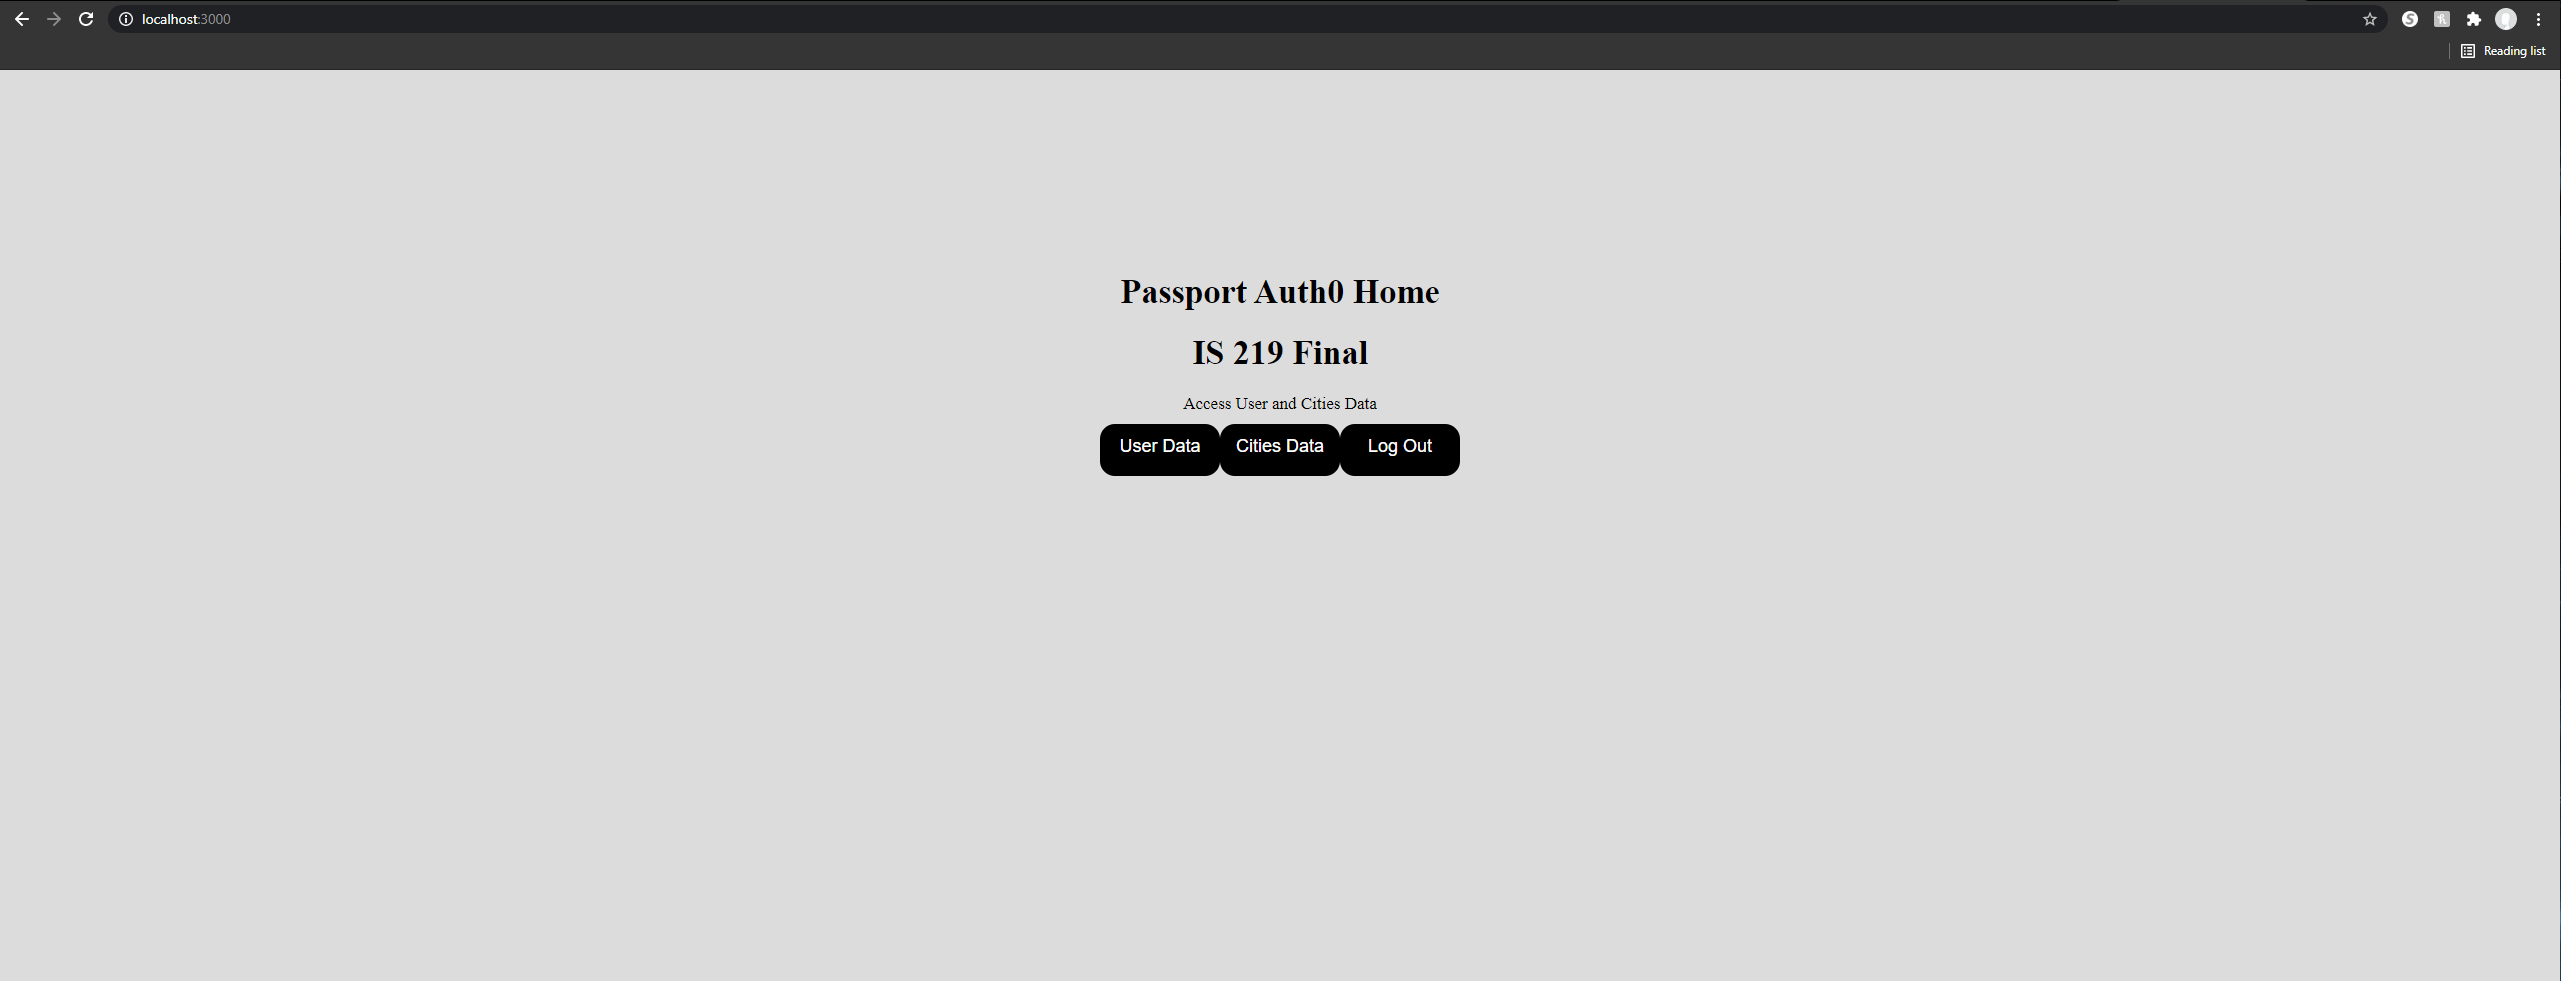 localhost:3000
Reading list
Passport Auth0 Home
IS 219 Final
Access User and Cities Data
User Data Cities Data Log Out